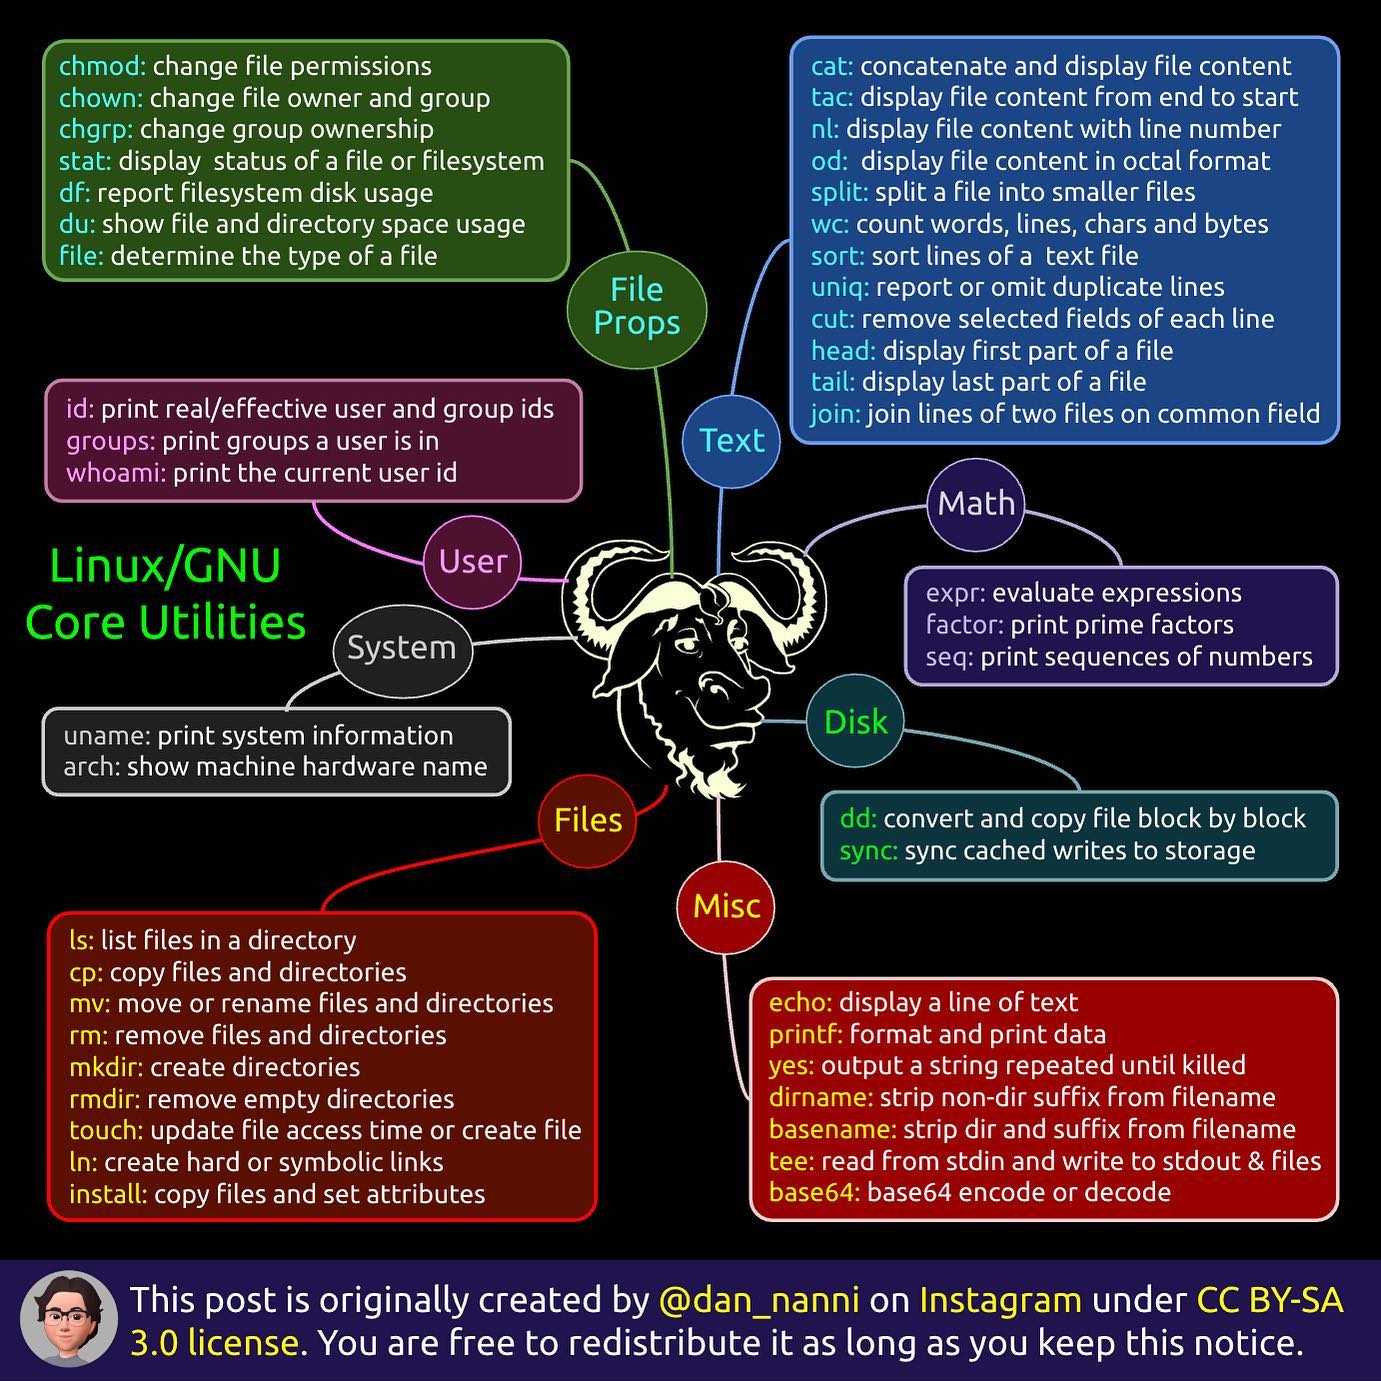 chmod: change file permissions
chown: change file owner and group
chgrp: change group ownership
stat: display  status of a file or filesystem
df: report filesystem disk usage
du: show file and directory space usage
file: determine the type of a file
File
Props
cat: concatenate and display file content
tac: display file content from end to start
nl: display file content with line number
od:  display file content in octal format
split: split a file into smaller files
wc: count words, lines, chars and bytes
sort: sort lines of a  text file
uniq: report or omit duplicate lines
cut: remove selected fields of each line
head: display first part of a file
tail: display last part of a file
join: join lines of two files on common field
Text
id: print real/effective user and group ids
groups: print groups a user is in
whoami: print the current user id
User
Math
expr: evaluate expressions
factor: print prime factors
seq: print sequences of numbers
Linux/GNU
Core Utilities
System
uname: print system information
arch: show machine hardware name
Disk
dd: convert and copy file block by block
sync: sync cached writes to storage
Files
ls: list files in a directory
cp: copy files and directories
mv: move or rename files and directories
rm: remove files and directories
mkdir: create directories
rmdir: remove empty directories
touch: update file access time or create file
ln: create hard or symbolic links
install: copy files and set attributes
Misc
echo: display a line of text
printf: format and print data
yes: output a string repeated until killed
dirname: strip non-dir suffix from filename
basename: strip dir and suffix from filename
tee: read from stdin and write to stdout & files
base64: base64 encode or decode
This post is originally created by @dan_nanni on Instagram under CC BY-SA
3.0 license. You are free to redistribute it as long as you keep this notice.